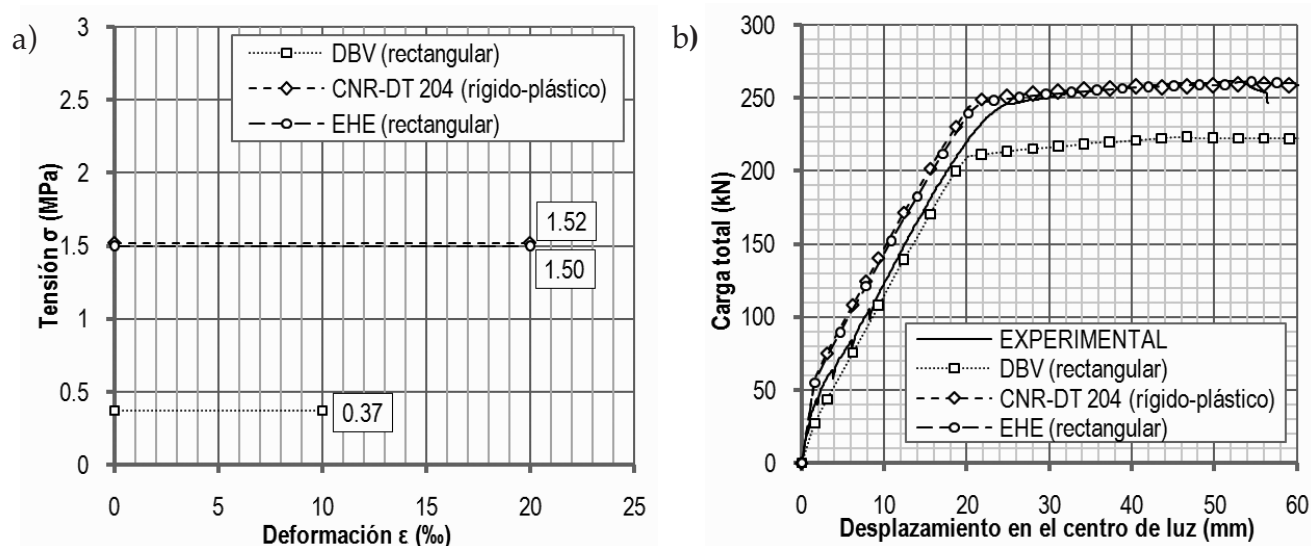 a)
Tensión σ (MPa)
3
2.5
2
1.5
1
0.5
0
DBV (rectangular)
CNR-DT 204 (rígido-plástico)
EHE (rectangular)
1.52
1.50
0.37
0 5 10 15 20 25
Deformación ε (‰)
b)
Carga total (kN)
300
250
200
150
100
50
0
EXPERIMENTAL
DBV (rectangular)
CNR-DT 204 (rígido-plástico)
EHE (rectangular)
0 10 20 30 40 50 60
Desplazamiento en el centro de luz (mm)